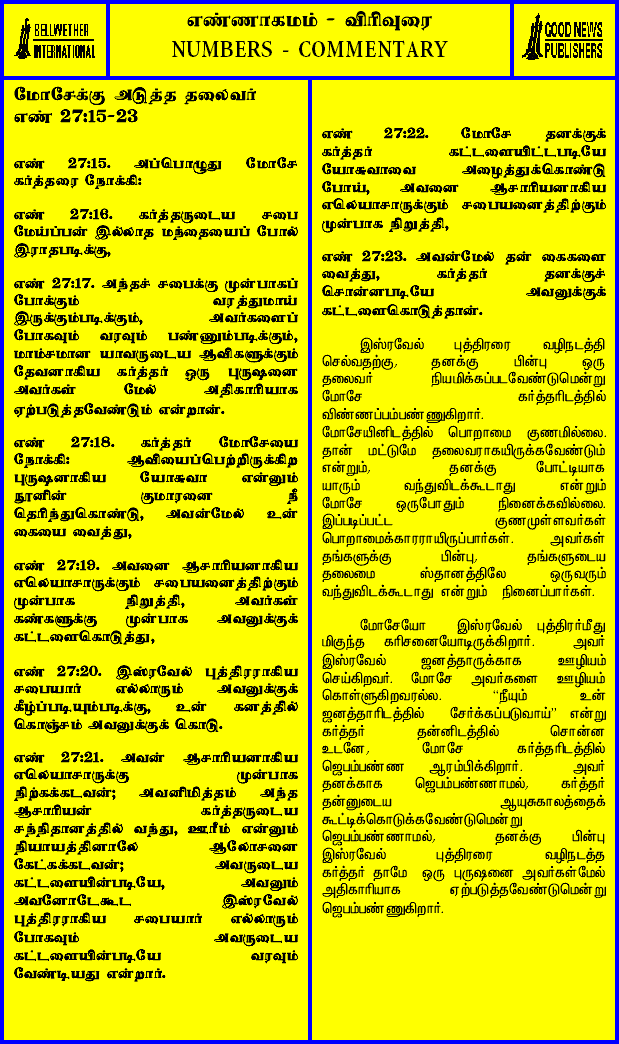 BELLWETHER
INTERNATIONAL
எண்ணாகமம் - விரிவுரை
NUMBERS - COMMENTARY
GOOD NEWS
PUBLISHERS
மோசேக்கு அடுத்த தலைவர்
எண் 27:15-23
எண் 27:15. அப்பொழுது மோசே
கர்த்தரை நோக்கி:
எண் 27:16. கர்த்தருடைய சபை
மேய்ப்பன் இல்லாத மந்தையைப் போல்
இராதபடிக்கு,
எண் 27:17. அந்தச் சபைக்கு முன்பாகப்
போக்கும் வரத்துமாய்
இருக்கும்படிக்கும், அவர்களைப்
போகவும் வரவும் பண்ணும்படிக்கும்,
மாம்சமான யாவருடைய ஆவிகளுக்கும்
தேவனாகிய கர்த்தர் ஒரு புருஷனை
அவர்கள் மேல் அதிகாரியாக
ஏற்படுத்தவேண்டும் என்றான்.
எண் 27:18. கர்த்தர் மோசேயை
நோக்கி: ஆவியைப்பெற்றிருக்கிற
புருஷனாகிய யோசுவா என்னும்
நூனின் குமாரனை நீ
தெரிந்துகொண்டு, அவன்மேல் உன்
கையை வைத்து,
எண் 27:19. அவனை ஆசாரியனாகிய
எலெயாசாருக்கும் சபையனைத்திற்கும்
முன்பாக நிறுத்தி, அவர்கள்
கண்களுக்கு முன்பாக அவனுக்குக்
கட்டளைகொடுத்து,
எண் 27:20. இஸ்ரவேல் புத்திரராகிய
சபையார் எல்லாரும் அவனுக்குக்
கீழ்ப்படியும்படிக்கு, உன் கனத்தில்
கொஞ்சம் அவனுக்குக் கொடு.
எண் 27:21. அவன் ஆசாரியனாகிய
எலெயாசாருக்கு முன்பாக
நிற்கக்கடவன்; அவனிமித்தம் அந்த
ஆசாரியன் கர்த்தருடைய
சந்நிதானத்தில் வந்து, ஊரீம் என்னும்
நியாயத்தினாலே ஆலோசனை
கேட்கக்கடவன்; அவருடைய
கட்டளையின்படியே, அவனும்
அவனோடேகூட இஸ்ரவேல்
புத்திரராகிய சபையார் எல்லாரும்
போகவும் அவருடைய
கட்டளையின்படியே வரவும்
வேண்டியது என்றார்.
எண் 27:22. மோசே தனக்குக்
கர்த்தர் கட்டளையிட்டபடியே
யோசுவாவை அழைத்துக்கொண்டு
போய், அவனை ஆசாரியனாகிய
எலெயாசாருக்கும் சபையனைத்திற்கும்
முன்பாக நிறுத்தி,
எண் 27:23. அவன்மேல் தன் கைகளை
வைத்து, கர்த்தர் தனக்குச்
சொன்னபடியே அவனுக்குக்
கட்டளைகொடுத்தான்.
இஸ்ரவேல் புத்திரரை வழிநடத்தி
செல்வதற்கு, தனக்கு பின்பு ஒரு
தலைவர் நியமிக்கப்படவேண்டுமென்று
மோசே கர்த்தரிடத்தில்
விண்ணப்பம்பண்ணுகிறார்.
மோசேயினிடத்தில் பொறாமை குணமில்லை.
தான் மட்டுமே தலைவராகயிருக்கவேண்டும்
என்றும், தனக்கு போட்டியாக
யாரும் வந்துவிடக்கூடாது என்றும்
மோசே ஒருபோதும் நினைக்கவில்லை.
இப்படிப்பட்ட குணமுள்ளவர்கள்
பொறாமைக்காரராயிருப்பார்கள். அவர்கள்
தங்களுக்கு பின்பு, தங்களுடைய
தலைமை ஸ்தானத்திலே ஒருவரும்
வந்துவிடக்கூடாது என்றும் நினைப்பார்கள்.
மோசேயோ இஸ்ரவேல் புத்திரர்மீது
மிகுந்த கரிசனையோடிருக்கிறார். அவர்
இஸ்ரவேல் ஜனத்தாருக்காக ஊழியம்
செய்கிறவர். மோசே அவர்களை ஊழியம்
கொள்ளுகிறவரல்ல. “நீயும் உன்
ஜனத்தாரிடத்தில் சேர்க்கப்படுவாய்” என்று
கர்த்தர் தன்னிடத்தில் சொன்ன
உடனே, மோசே கர்த்தரிடத்தில்
ஜெபம்பண்ண ஆரம்பிக்கிறார். அவர்
தனக்காக ஜெபம்பண்ணாமல், கர்த்தர்
தன்னுடைய ஆயுசுகாலத்தைக்
கூட்டிக்கொடுக்கவேண்டுமென்று
ஜெபம்பண்ணாமல், தனக்கு பின்பு
இஸ்ரவேல் புத்திரரை வழிநடத்த
கர்த்தர் தாமே ஒரு புருஷனை அவர்கள்மேல்
அதிகாரியாக ஏற்படுத்தவேண்டுமென்று
ஜெபம்பண்ணுகிறார்.